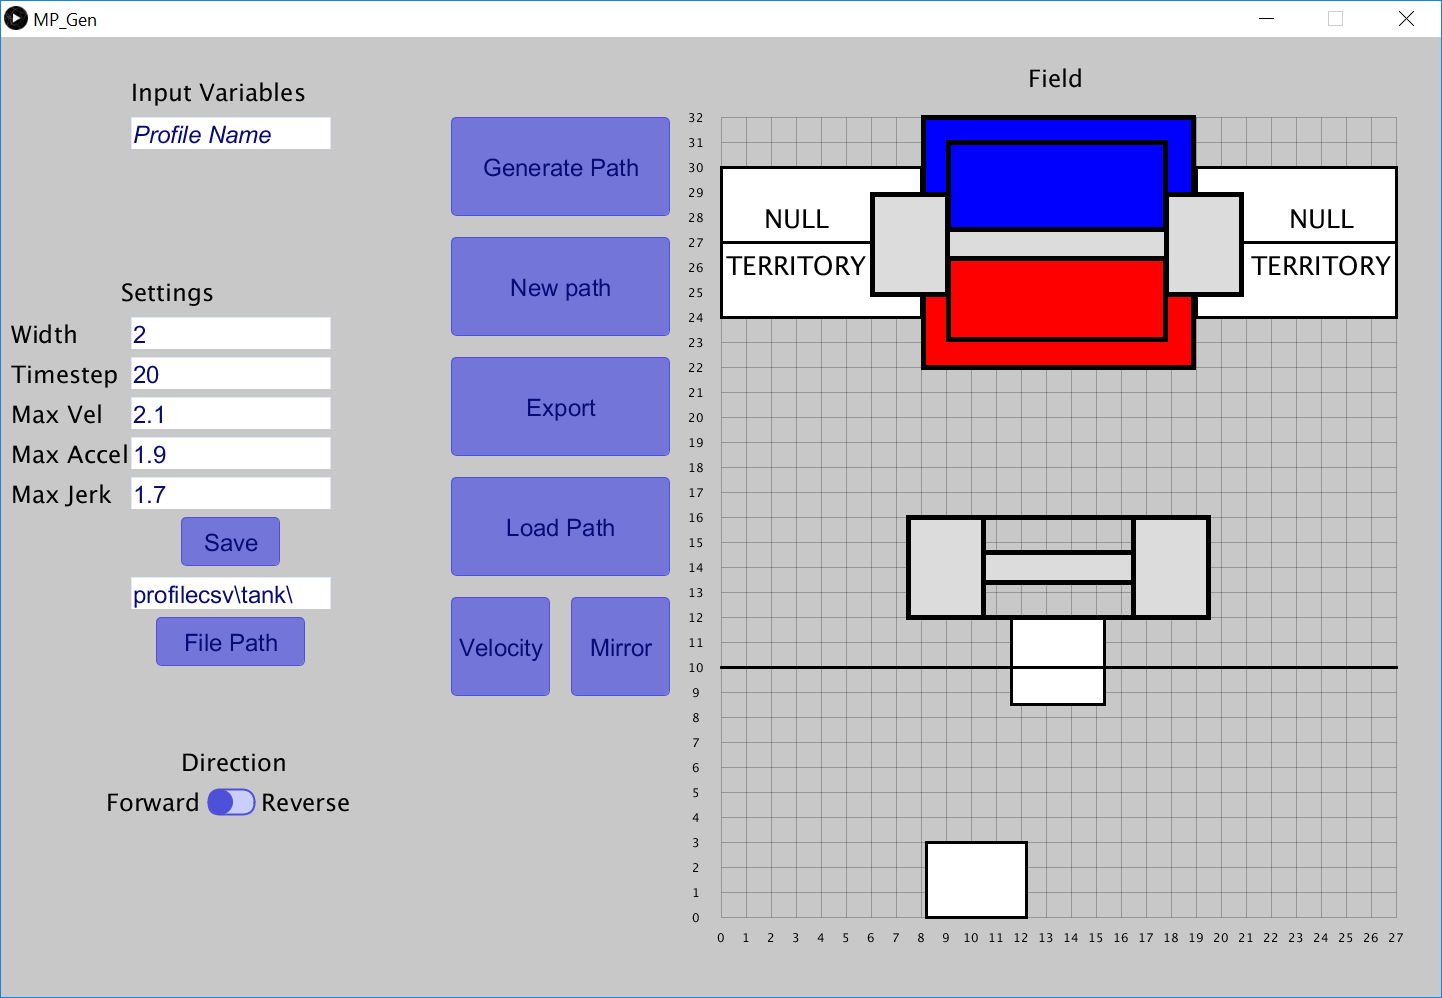 MP_Gen
Input Variables
Profile Name
Settings
Width 2
Timestep 20
Max Vel 2.1
Max Accel 1.9
Max Jerk 1.7
Save
profilecsv\tank\
File Path
Direction
Forward Reverse
Generate Path
New path
Export
Load Path
Velocity Mirror
Field
32
31
30
29
28
27
26
25
24
23
22
21
20
19
18
17
16
15
14
13
12
11
10
9
8
7
6
5
4
3
2
1
0
NULL NULL
TERRITORY TERRITORY
0 1 2 3 4 5 6 7 8 9 10 11 12 13 14 15 16 17 18 19 20 21 22 23 24 25 26 27